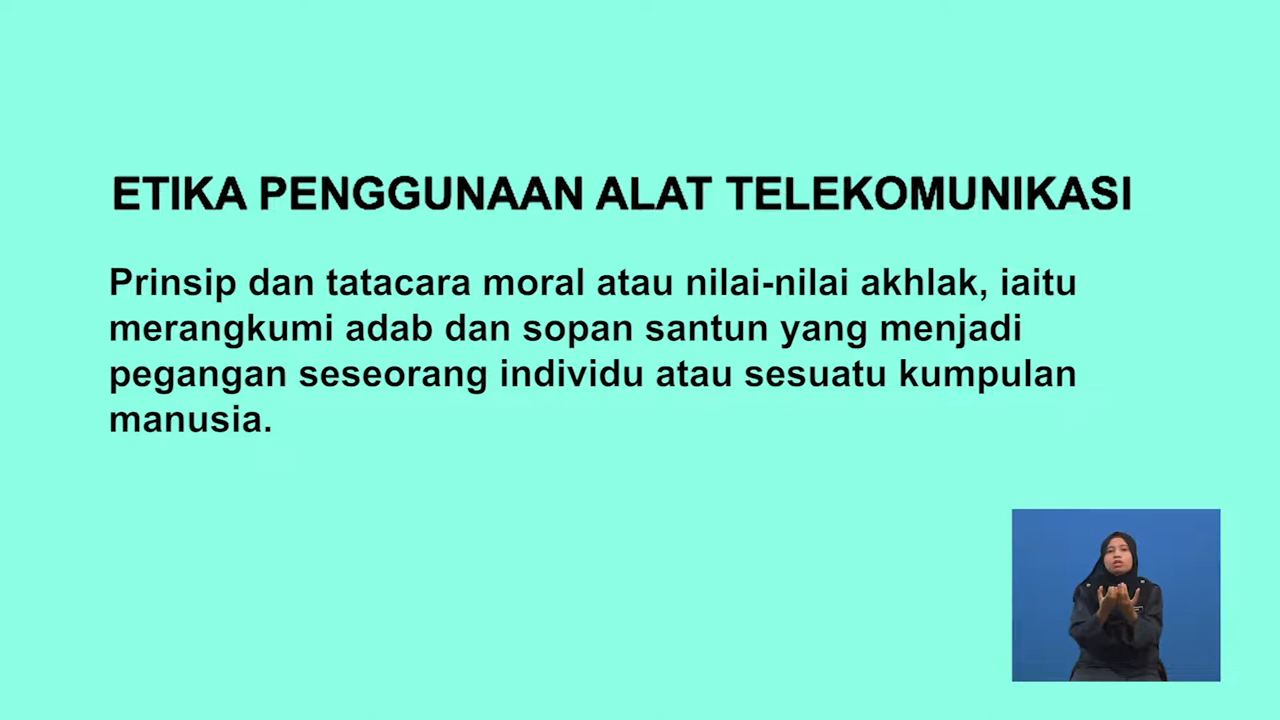 ETIKA PENGGUNAAN ALAT TELEKOMUNIKASI
Prinsip dan tatacara moral atau nilai-nilai akhlak, iaitu
merangkumi adab dan sopan santun yang menjadi
pegangan seseorang individu atau sesuatu kumpulan
manusia.